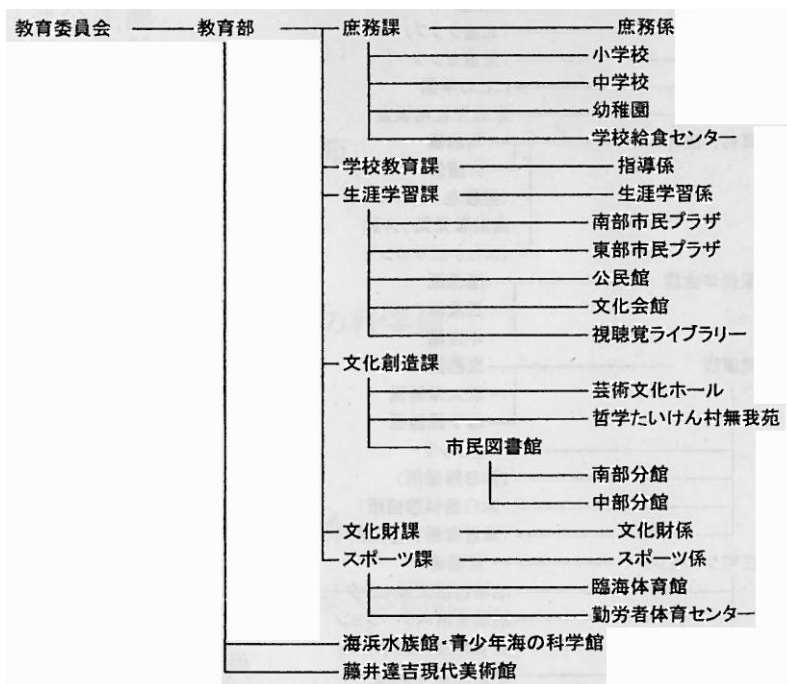 教育委員会 教育部 庶務課 庶務係
小学校
中学校
幼稚園
学校給食センター
学校教育課 指導係
生涯学習課 生涯学習係
南部市民プラザ
東部市民プラザ
公民館
文化会館
視聴覚ライブラリー
文化創造課
芸術文化ホール
哲学たいけん村無我苑
市民図書館
南部分館
中部分館
文化財課 文化財係
スポーツ課 スポーツ係
臨海体育館
勤労者体育センター
海浜水族館・青少年海の科学館
藤井達吉現代美術館